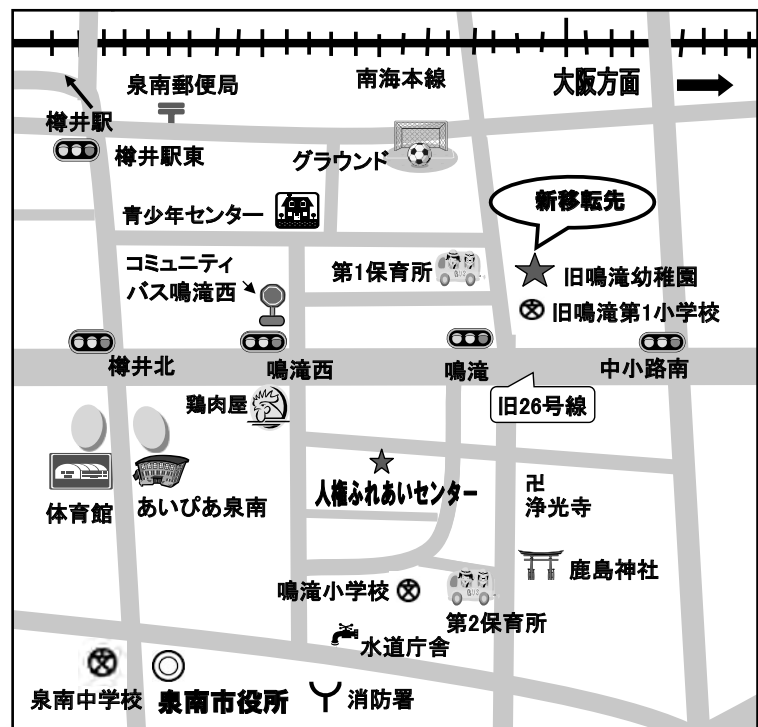 泉南郵便局
南海本線
大阪方面
樽井駅
樽井駅東
グラウンド
新移転先
青少年センター
コミュニティ
バス鳴滝西
第1保育所
BUS
旧鳴滝幼稚園
旧鳴滝第1小学校
樽井北
鳴滝西
鳴滝
中小路南
鶏肉屋
旧26号線
体育館
あいぴあ泉南
人権ふれあいセンター
卍
浄光寺
鳴滝小学校
BUS
鹿島神社
第2保育所
水道庁舎
泉南中学校
泉南市役所
消防署